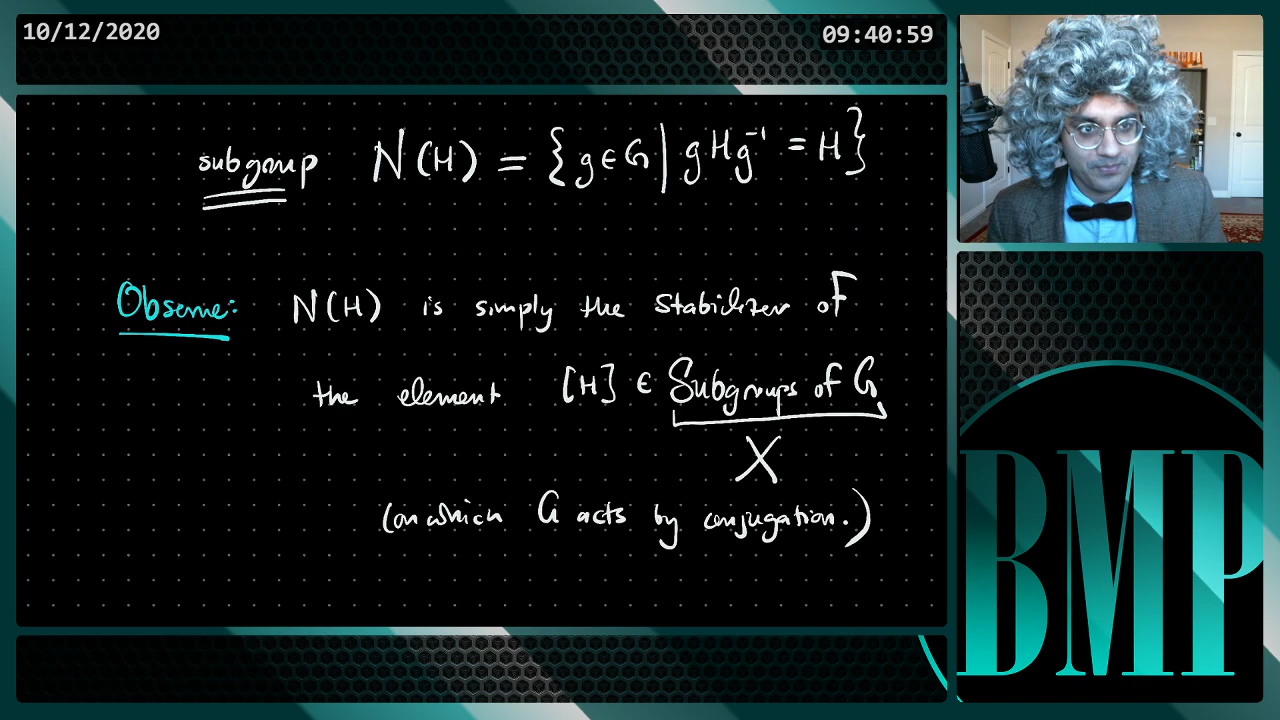 10/12/2020
09:40:59
subgroup N(H) = {g ∈ G | gHg⁻¹ = H}
Observe: N(H) is simply the stabilizer of
the element [H] ∈ Subgroups of G
X
(on which G acts by conjugation.)
BMP